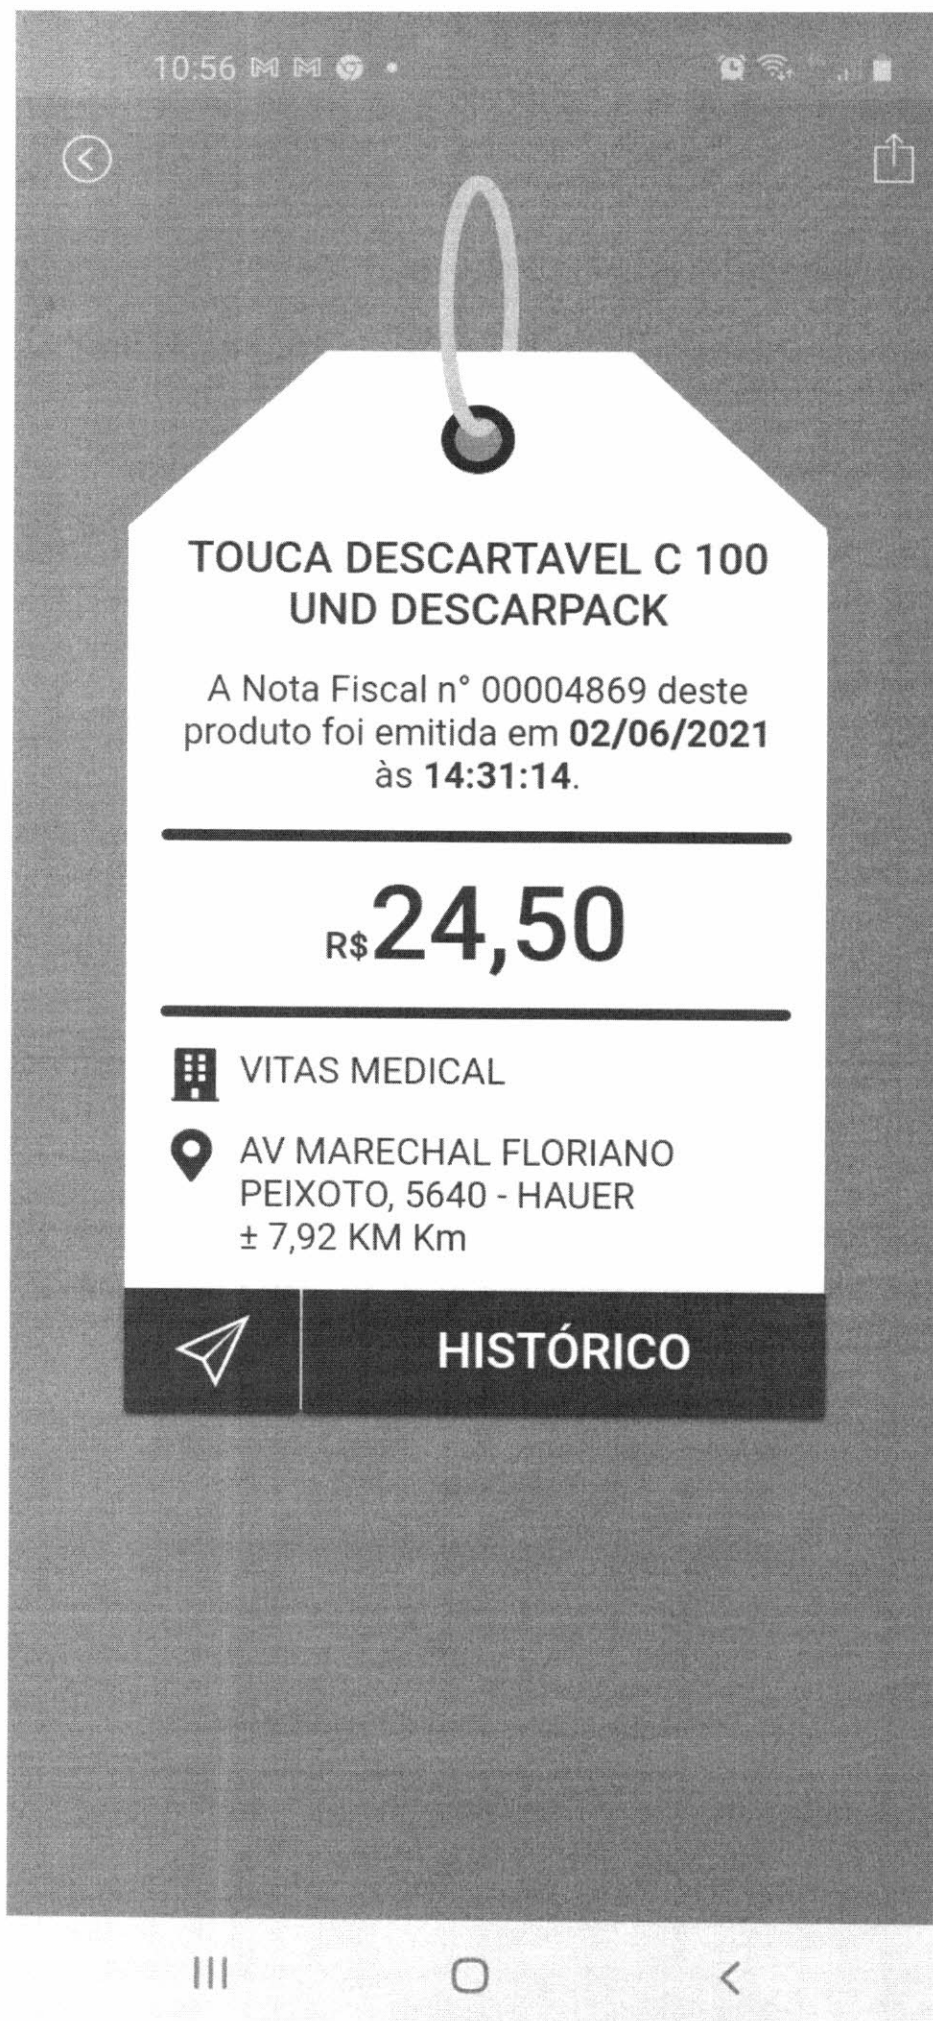 10:56
TOUCA DESCARTAVEL C 100
UND DESCARPACK
A Nota Fiscal n° 00004869 deste
produto foi emitida em 02/06/2021
às 14:31:14.
R$24,50
VITAS MEDICAL
AV MARECHAL FLORIANO
PEIXOTO, 5640 - HAUER
± 7,92 KM Km
HISTÓRICO